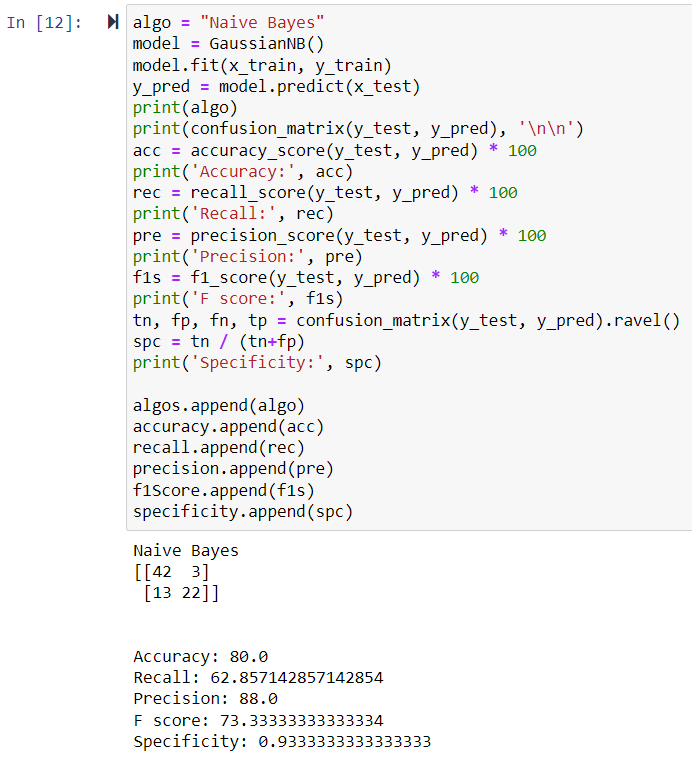 In [12]:
algo = "Naive Bayes"
model = GaussianNB()
model.fit(x_train, y_train)
y_pred = model.predict(x_test)
print(algo)
print(confusion_matrix(y_test, y_pred), '\n\n')
acc = accuracy_score(y_test, y_pred) * 100
print('Accuracy:', acc)
rec = recall_score(y_test, y_pred) * 100
print('Recall:', rec)
pre = precision_score(y_test, y_pred) * 100
print('Precision:', pre)
f1s = f1_score(y_test, y_pred) * 100
print('F score:', f1s)
tn, fp, fn, tp = confusion_matrix(y_test, y_pred).ravel()
spc = tn / (tn+fp)
print('Specificity:', spc)

algos.append(algo)
accuracy.append(acc)
recall.append(rec)
precision.append(pre)
f1Score.append(f1s)
specificity.append(spc)
Naive Bayes
[[42  3]
 [13 22]]


Accuracy: 80.0
Recall: 62.857142857142854
Precision: 88.0
F score: 73.33333333333334
Specificity: 0.9333333333333333